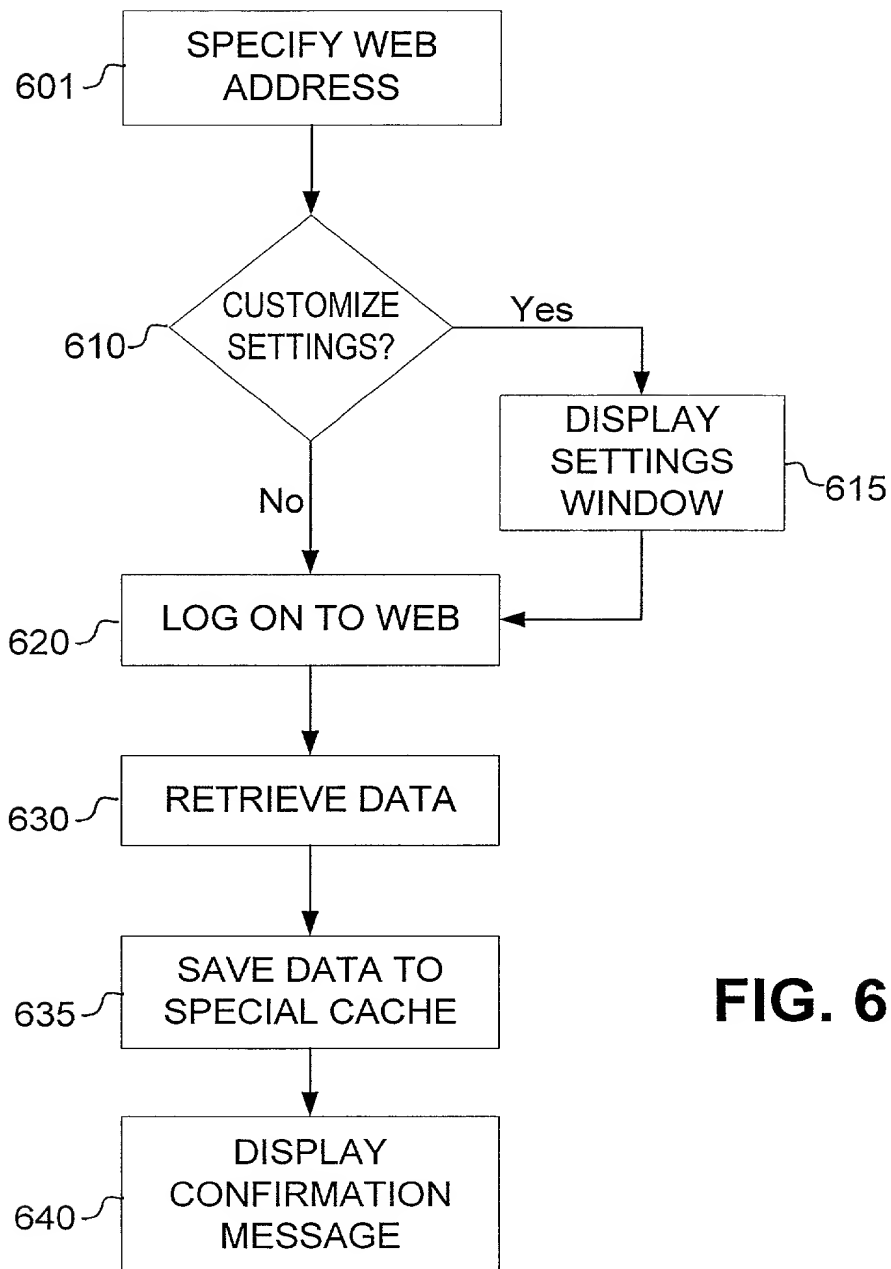 SPECIFY WEB
ADDRESS
601
CUSTOMIZE
SETTINGS?
610
Yes
DISPLAY
SETTINGS
WINDOW
615
No
LOG ON TO WEB
620
RETRIEVE DATA
630
SAVE DATA TO
SPECIAL CACHE
635
FIG. 6
DISPLAY
CONFIRMATION
MESSAGE
640